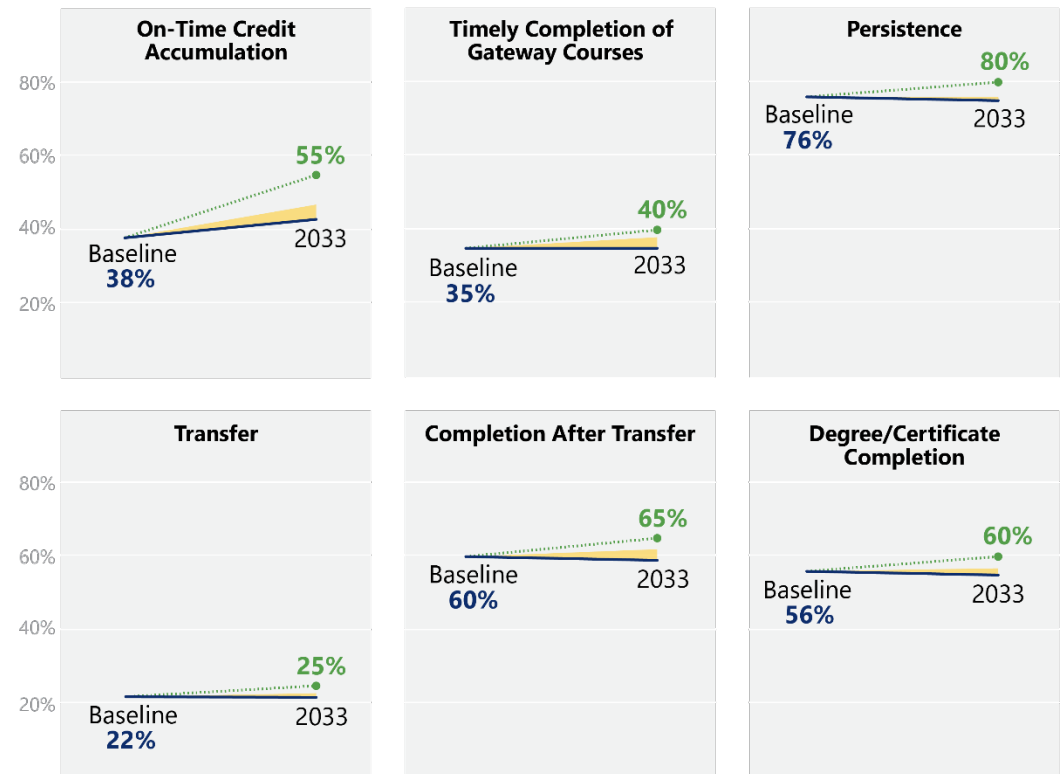 On-Time Credit
Accumulation
80%
60%
40%
20%
55%
Baseline
38%
2033
Timely Completion of
Gateway Courses
40%
Baseline
35%
2033
Persistence
80%
Baseline
76%
2033
Transfer
80%
60%
40%
20%
25%
Baseline
22%
2033
Completion After Transfer
65%
Baseline
60%
2033
Degree/Certificate
Completion
60%
Baseline
56%
2033